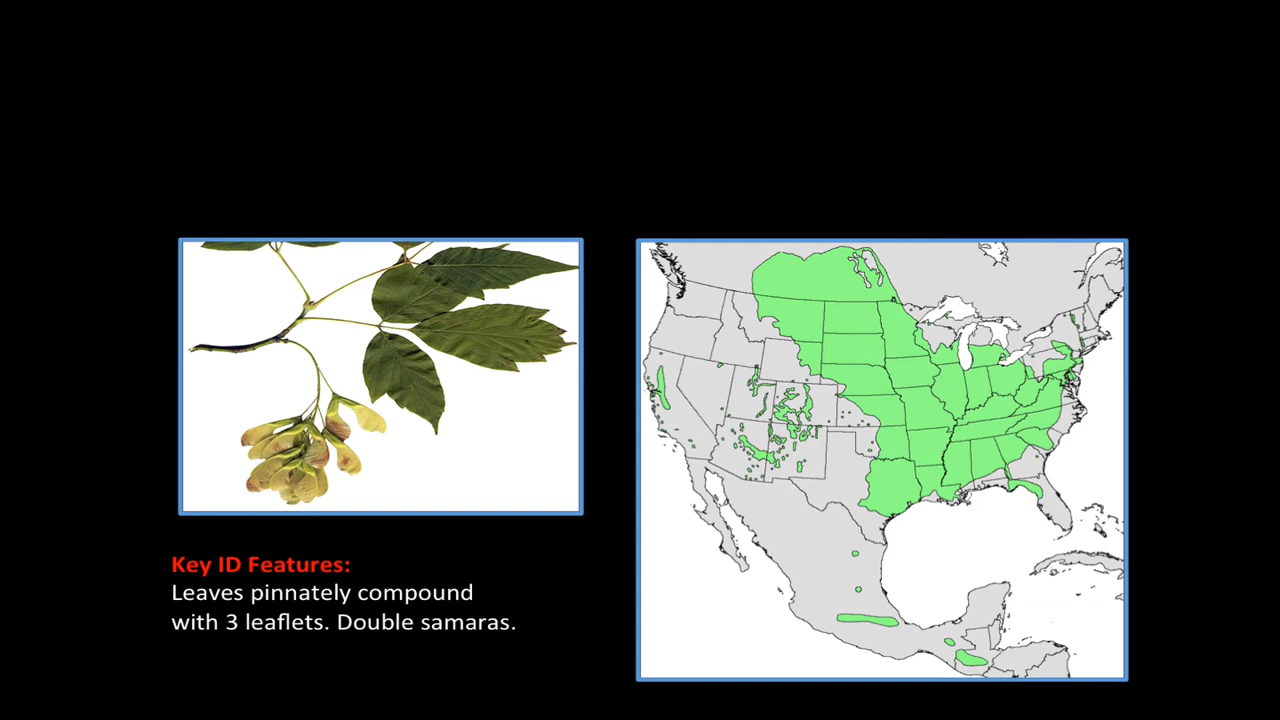 Key ID Features:
Leaves pinnately compound
with 3 leaflets. Double samaras.